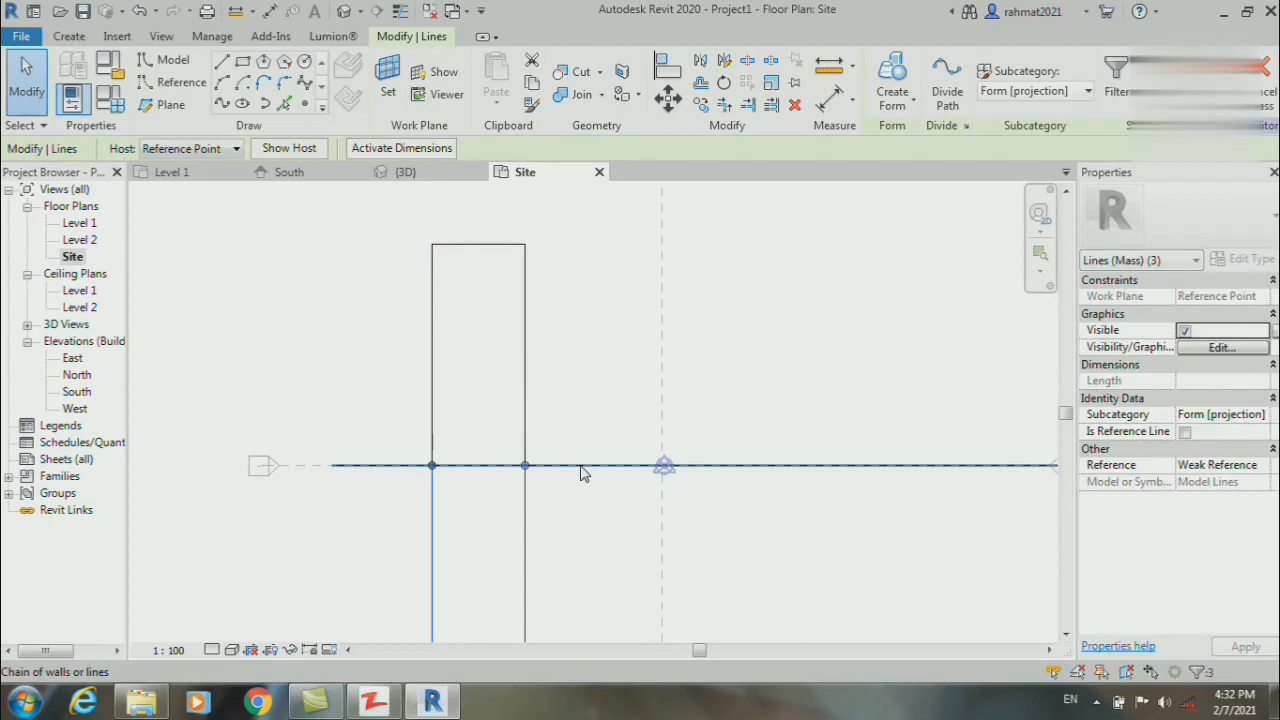 Autodesk Revit 2020 - Project1 - Floor Plan: Site
rahmat2021
File Create Insert View Manage Add-Ins Lumion® Modify | Lines
Modify
Model
Reference
Plane
Set
Show
Viewer
Paste
Cut
Join
Create Form
Divide Path
Subcategory:
Form [projection]
Filter
Select Properties Draw Work Plane Clipboard Geometry Modify Measure Form Divide Subcategory
Modify | Lines Host: Reference Point Show Host Activate Dimensions
Project Browser - P...
Level 1 South {3D} Site
Properties
Views (all)
Floor Plans
Level 1
Level 2
Site
Ceiling Plans
Level 1
Level 2
3D Views
Elevations (Build
East
North
South
West
Legends
Schedules/Quant
Sheets (all)
Families
Groups
Revit Links
2D
R
Lines (Mass) (3) Edit Type
Constraints
Work Plane Reference Point
Graphics
Visible
Visibility/Graphi... Edit...
Dimensions
Length
Identity Data
Subcategory Form [projection]
Is Reference Line
Other
Reference Weak Reference
Model or Symb... Model Lines
Properties help Apply
1 : 100
Chain of walls or lines
:3
EN
4:32 PM
2/7/2021